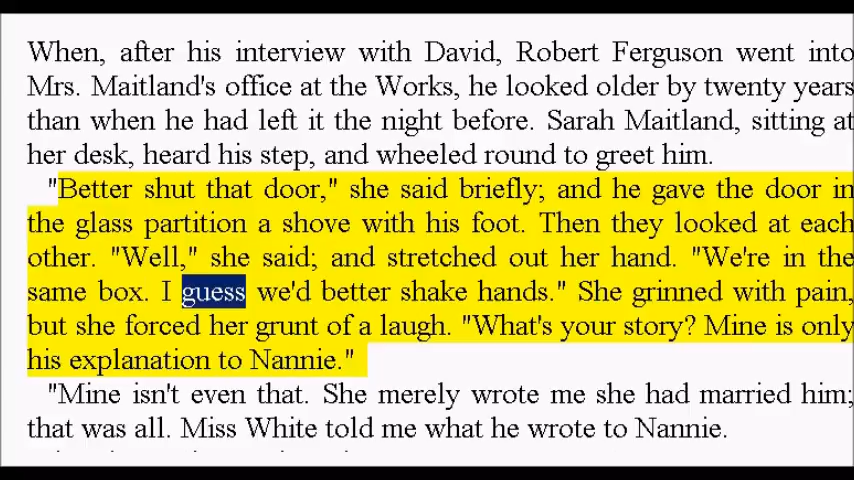 When, after his interview with David, Robert Ferguson went into
Mrs. Maitland's office at the Works, he looked older by twenty years
than when he had left it the night before. Sarah Maitland, sitting at
her desk, heard his step, and wheeled round to greet him.
"Better shut that door," she said briefly; and he gave the door in
the glass partition a shove with his foot. Then they looked at each
other. "Well," she said; and stretched out her hand. "We're in the
same box. I guess we'd better shake hands." She grinned with pain,
but she forced her grunt of a laugh. "What's your story? Mine is only
his explanation to Nannie."
"Mine isn't even that. She merely wrote me she had married him;
that was all. Miss White told me what he wrote to Nannie.